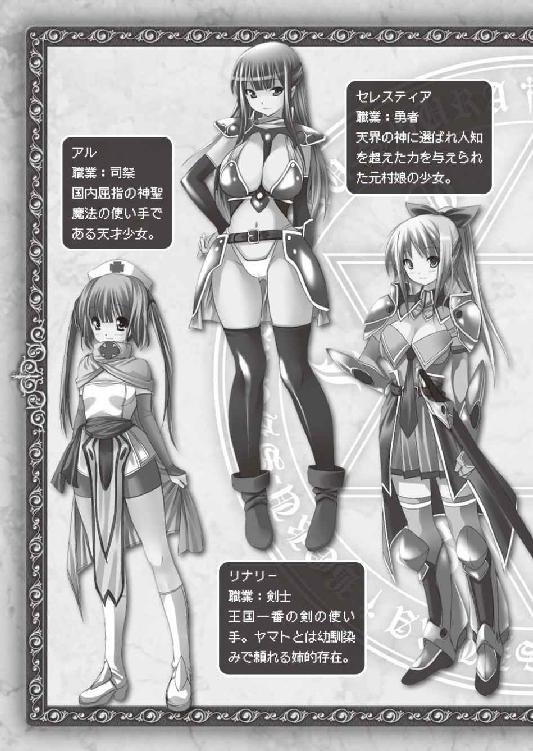 セレスティア
職業：勇者
天界の神に選ばれ人知
を超えた力を与えられ
た元村娘の少女。
アル
職業：司祭
国内屈指の神聖
魔法の使い手で
ある天才少女。
リナリー
職業：剣士
王国一番の剣の使い
手。ヤマトとは幼馴染
みで頼れる姉的存在。